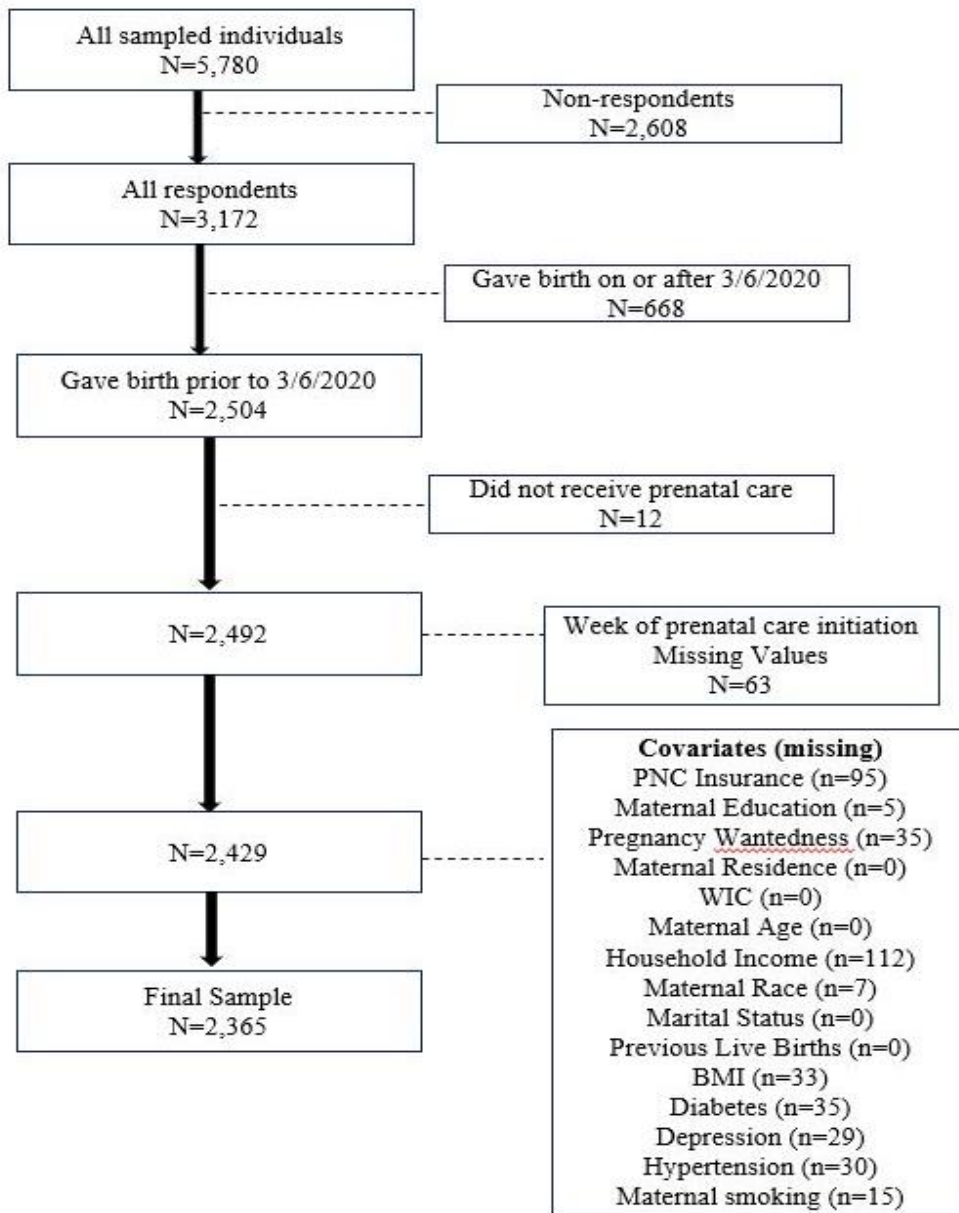 All sampled individuals
N=5,780
Non-respondents
N=2,608
All respondents
N=3,172
Gave birth on or after 3/6/2020
N=668
Gave birth prior to 3/6/2020
N=2,504
Did not receive prenatal care
N=12
N=2,492
Week of prenatal care initiation
Missing Values
N=63
N=2,429
Covariates (missing)
PNC Insurance (n=95)
Maternal Education (n=5)
Pregnancy Wantedness (n=35)
Maternal Residence (n=0)
WIC (n=0)
Maternal Age (n=0)
Household Income (n=112)
Maternal Race (n=7)
Marital Status (n=0)
Previous Live Births (n=0)
BMI (n=33)
Diabetes (n=35)
Depression (n=29)
Hypertension (n=30)
Maternal smoking (n=15)
Final Sample
N=2,365